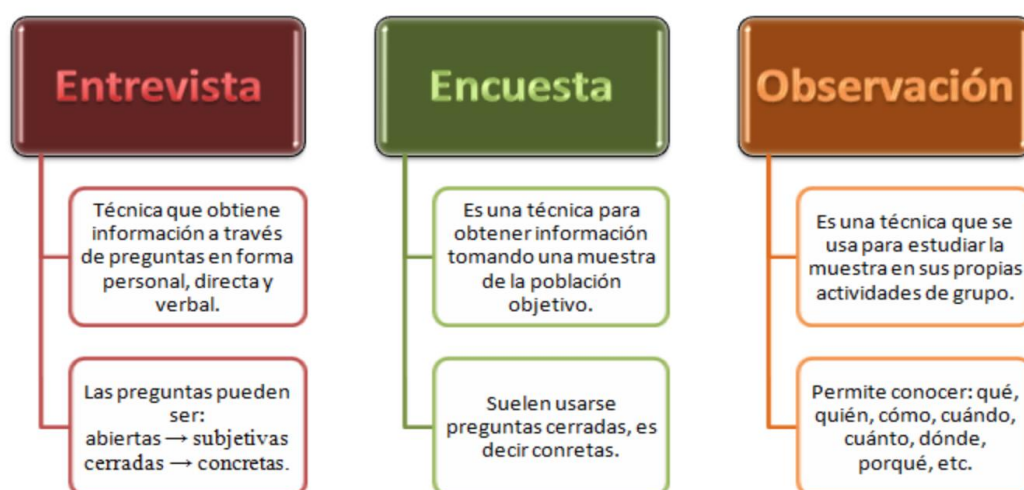 Entrevista
Técnica que obtiene
información a través
de preguntas en forma
personal, directa y
verbal.
Las preguntas pueden
ser:
abiertas → subjetivas
cerradas → concretas.
Encuesta
Es una técnica para
obtener información
tomando una muestra
de la población
objetivo.
Suelen usarse
preguntas cerradas, es
decir conretas.
Observación
Es una técnica que se
usa para estudiar la
muestra en sus propias
actividades de grupo.
Permite conocer: qué,
quién, cómo, cuándo,
cuánto, dónde,
porqué, etc.